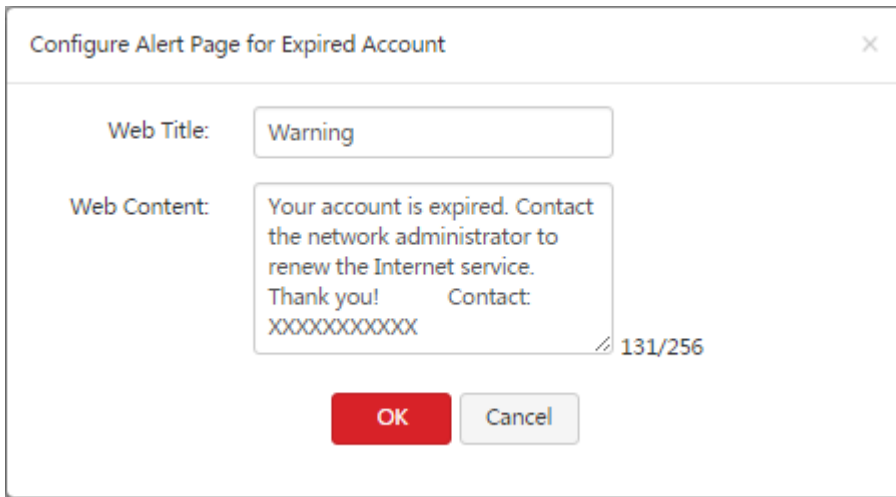 Configure Alert Page for Expired Account ×
Web Title: Warning
Web Content: Your account is expired. Contact
the network administrator to
renew the Internet service.
Thank you! Contact:
XXXXXXXXXXX
131/256
OK Cancel